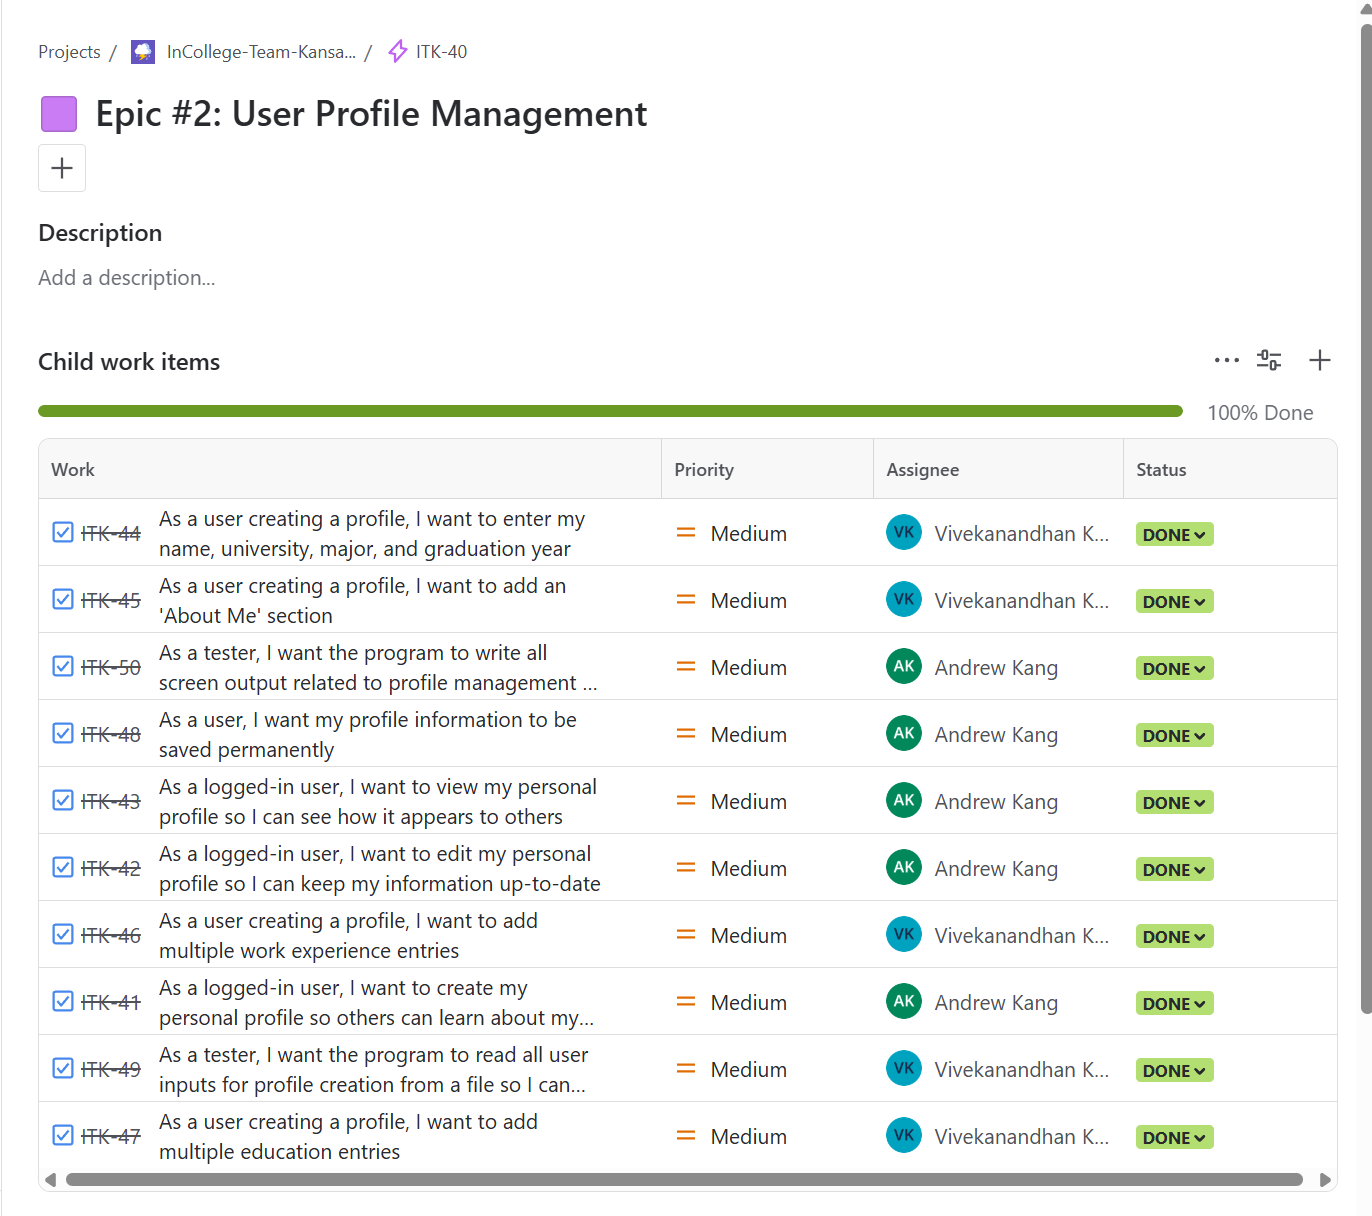 Projects / InCollege-Team-Kansa... / ITK-40
Epic #2: User Profile Management
Description
Add a description...
Child work items
100% Done
Work Priority Assignee Status
ITK-44 As a user creating a profile, I want to enter my
name, university, major, and graduation year Medium VK Vivekanandhan K... DONE
ITK-45 As a user creating a profile, I want to add an
'About Me' section Medium VK Vivekanandhan K... DONE
ITK-50 As a tester, I want the program to write all
screen output related to profile management ... Medium AK Andrew Kang DONE
ITK-48 As a user, I want my profile information to be
saved permanently Medium AK Andrew Kang DONE
ITK-43 As a logged-in user, I want to view my personal
profile so I can see how it appears to others Medium AK Andrew Kang DONE
ITK-42 As a logged-in user, I want to edit my personal
profile so I can keep my information up-to-date Medium AK Andrew Kang DONE
ITK-46 As a user creating a profile, I want to add
multiple work experience entries Medium VK Vivekanandhan K... DONE
ITK-41 As a logged-in user, I want to create my
personal profile so others can learn about my... Medium AK Andrew Kang DONE
ITK-49 As a tester, I want the program to read all user
inputs for profile creation from a file so I can... Medium VK Vivekanandhan K... DONE
ITK-47 As a user creating a profile, I want to add
multiple education entries Medium VK Vivekanandhan K... DONE